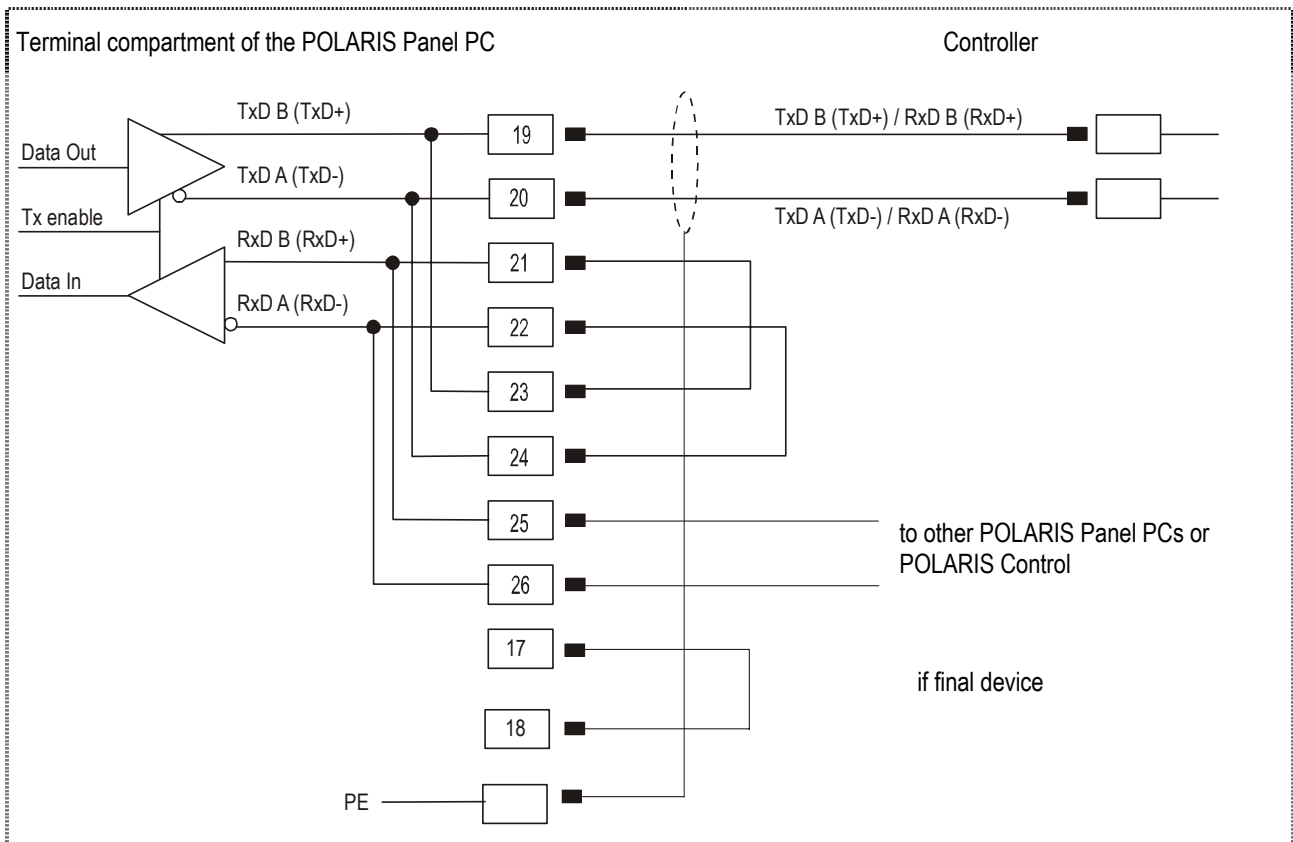 Terminal compartment of the POLARIS Panel PC
Controller
TxD B (TxD+)
19
TxD B (TxD+) / RxD B (RxD+)
Data Out
TxD A (TxD-)
20
TxD A (TxD-) / RxD A (RxD-)
Tx enable
RxD B (RxD+)
21
Data In
RxD A (RxD-)
22
23
24
25
to other POLARIS Panel PCs or
POLARIS Control
26
17
if final device
18
PE